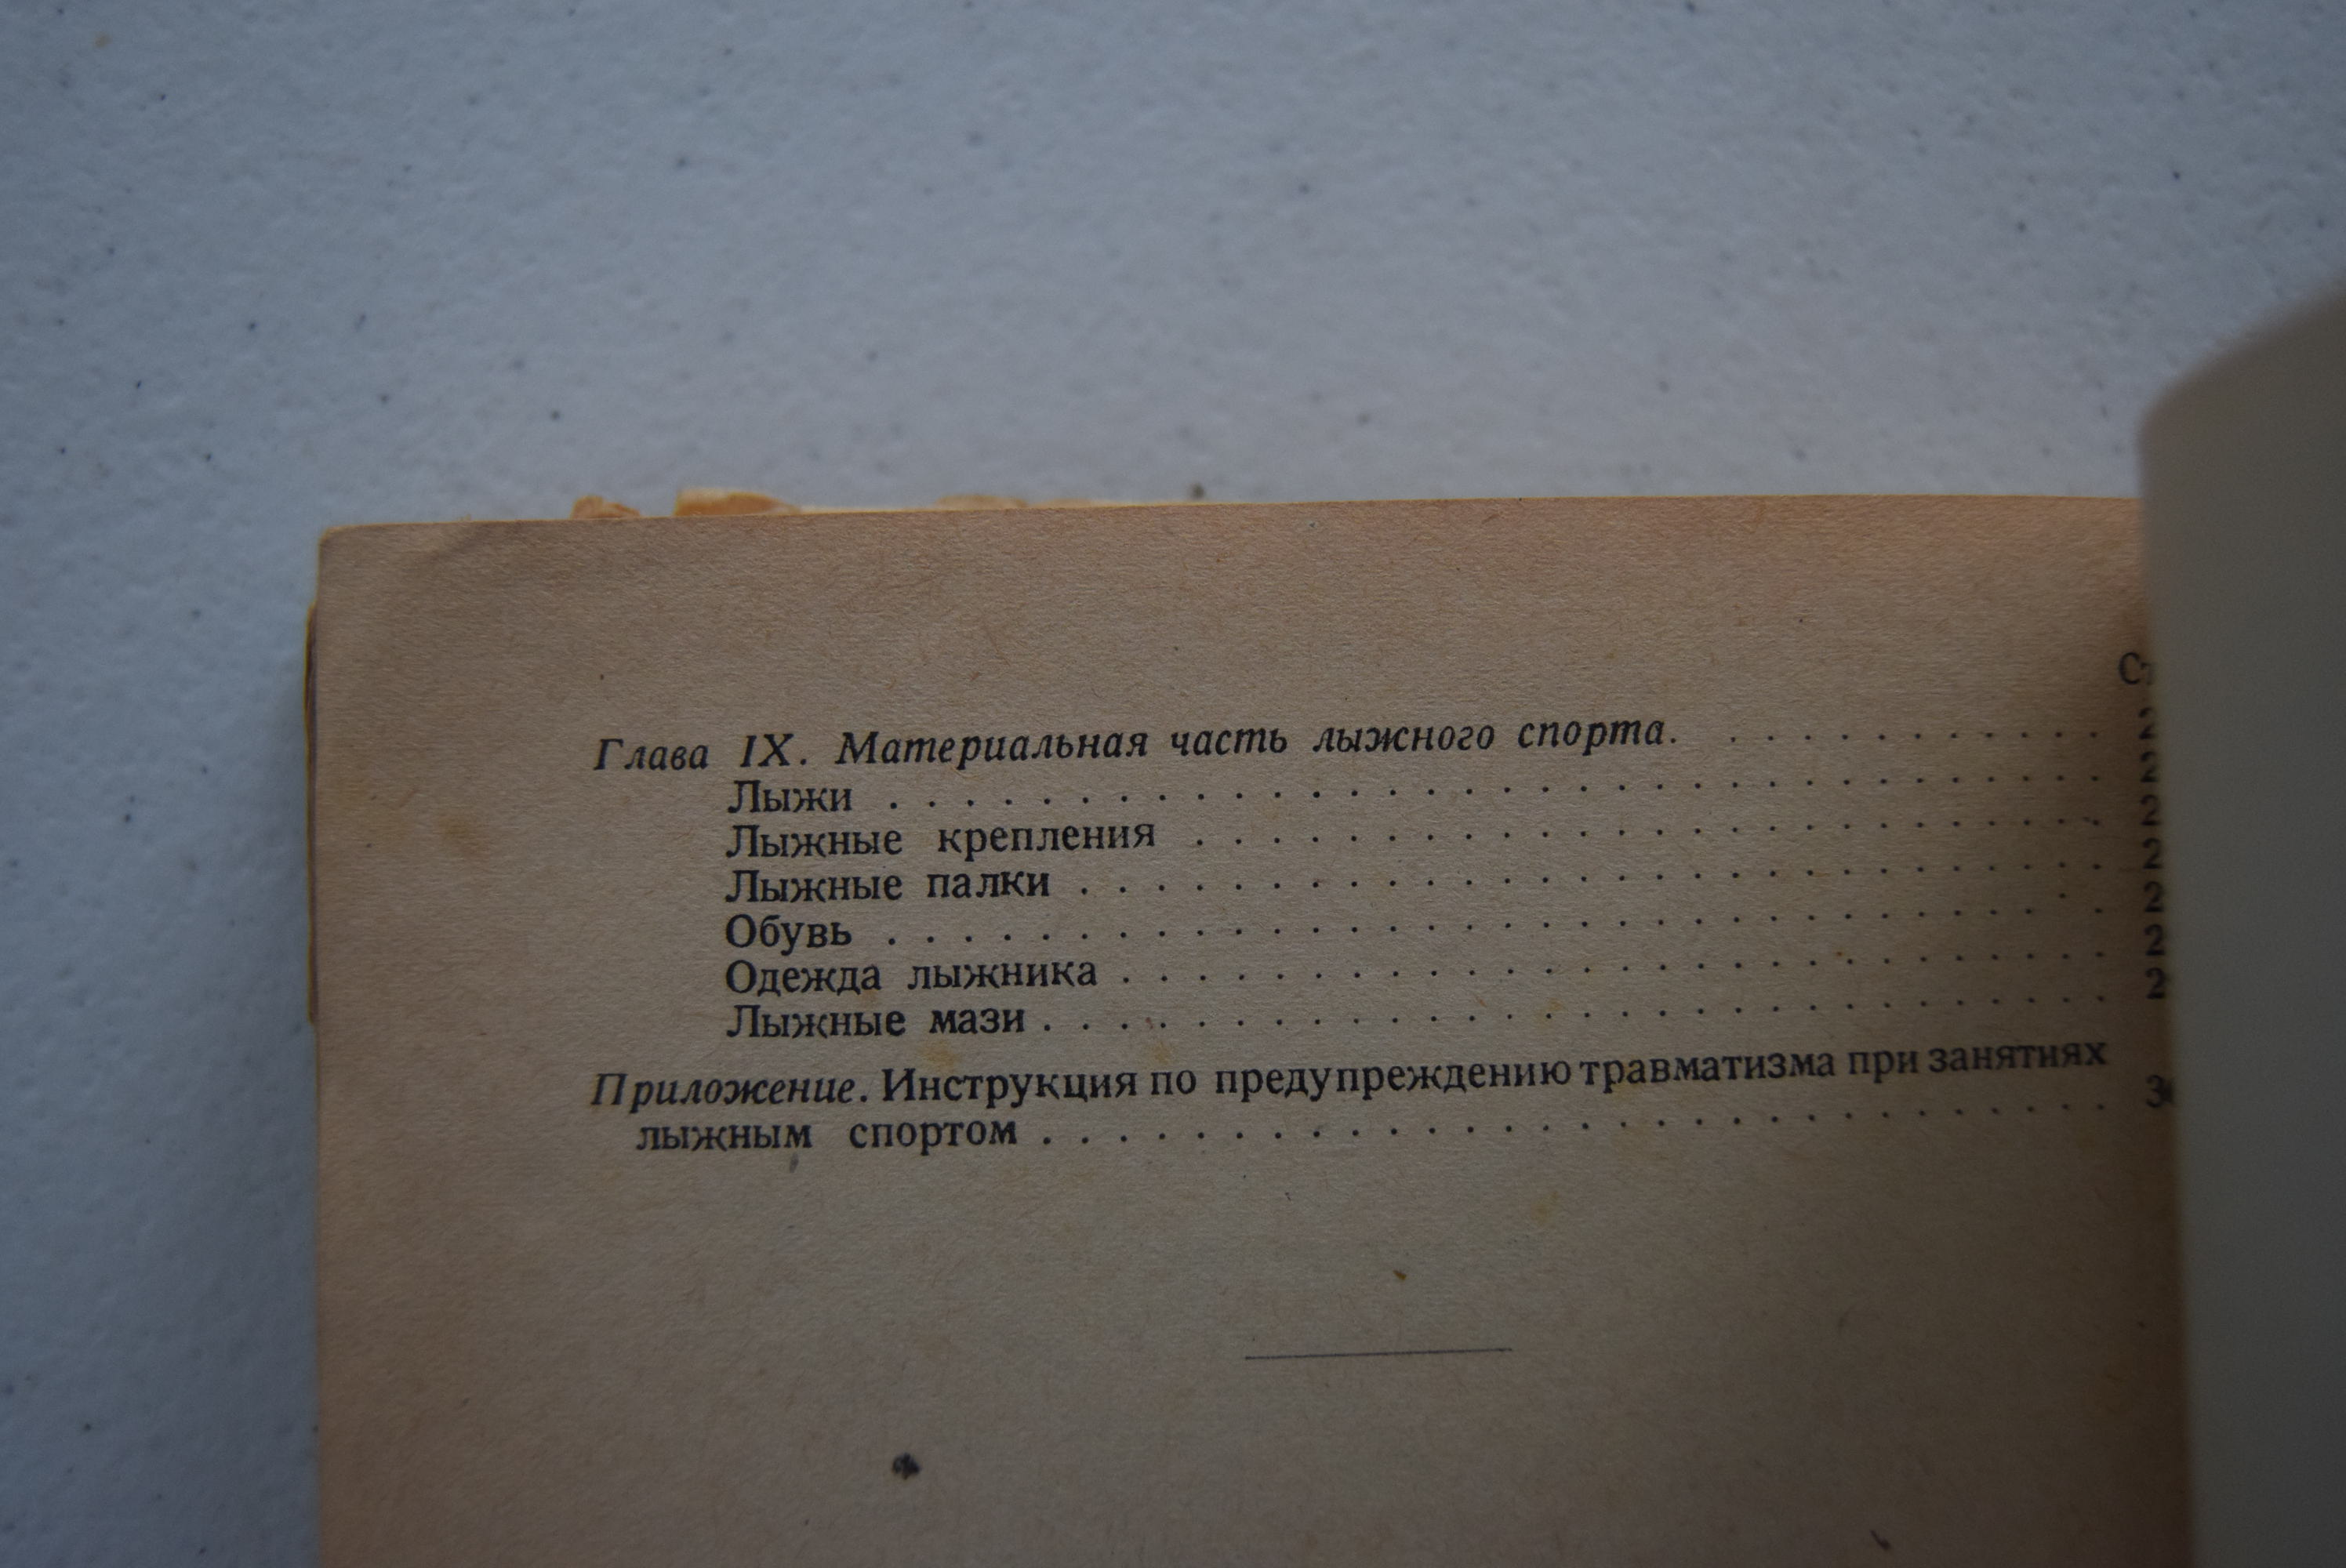 Глава IX. Материальная часть лыжного спорта. . . . . . . . . . . .
Лыжи . . . . . . . . . . . . . . . . . . . . . . . . . . . . . . . .
Лыжные крепления . . . . . . . . . . . . . . . . . . . . . . . .
Лыжные палки . . . . . . . . . . . . . . . . . . . . . . . . . . .
Обувь . . . . . . . . . . . . . . . . . . . . . . . . . . . . . . . .
Одежда лыжника . . . . . . . . . . . . . . . . . . . . . . . . . .
Лыжные мази . . . . . . . . . . . . . . . . . . . . . . . . . . . .
Приложение. Инструкция по предупреждению травматизма при занятиях
лыжным спортом . . . . . . . . . . . . . . . . . . . . . . . . . . . .